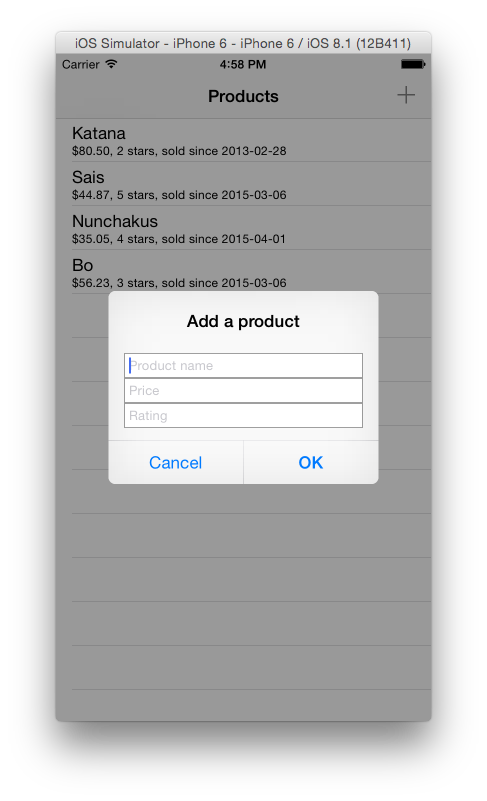 iOS Simulator - iPhone 6 - iPhone 6 / iOS 8.1 (12B411)
Carrier 4:58 PM
Products +
Katana
$80.50, 2 stars, sold since 2013-02-28
Sais
$44.87, 5 stars, sold since 2015-03-06
Nunchakus
$35.05, 4 stars, sold since 2015-04-01
Bo
$56.23, 3 stars, sold since 2015-03-06
Add a product
Product name
Price
Rating
Cancel OK